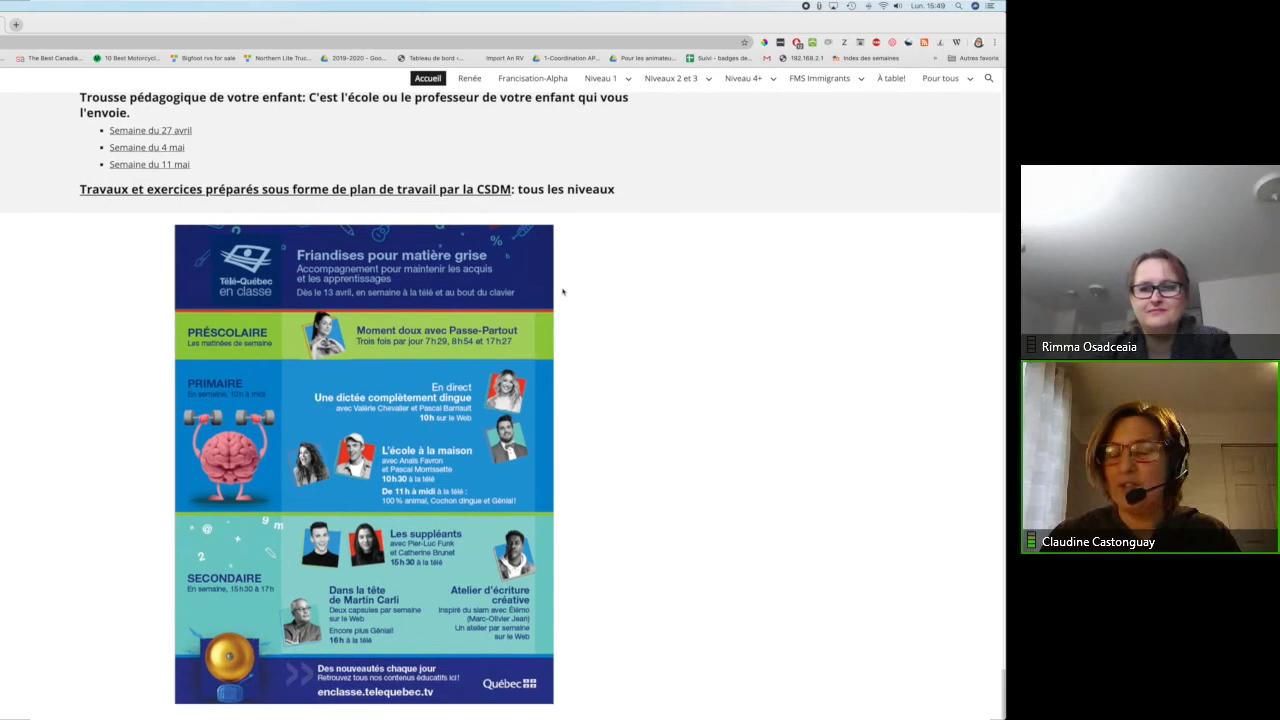 Lun. 15:49
The Best Canadia...
10 Best Motorcycl...
Bigfoot rvs for sale
Northern Lite Truc...
2019-2020 - Goo...
Tableau de bord ‹...
Import An RV
1-Coordination AP...
Pour les animateu...
Suivi - badges de...
192.168.2.1
Index des semaines
»
Autres favoris
Accueil
Renée
Francisation-Alpha
Niveau 1
Niveaux 2 et 3
Niveau 4+
FMS Immigrants
À table!
Pour tous
Trousse pédagogique de votre enfant: C'est l'école ou le professeur de votre enfant qui vous
l'envoie.
Semaine du 27 avril
Semaine du 4 mai
Semaine du 11 mai
Travaux et exercices préparés sous forme de plan de travail par la CSDM: tous les niveaux
Télé-Québec
en classe
Friandises pour matière grise
Accompagnement pour maintenir les acquis
et les apprentissages
Dès le 13 avril, en semaine à la télé et au bout du clavier
PRÉSCOLAIRE
Les matinées de semaine
Moment doux avec Passe-Partout
Trois fois par jour 7h29, 8h54 et 17h27
PRIMAIRE
En semaine, 10h à midi
En direct
Une dictée complètement dingue
avec Valérie Chevalier et Pascal Barriault
10h sur le Web
L'école à la maison
avec Anaïs Favron
et Pascal Morrissette
10h30 à la télé
De 11h à midi à la télé :
100% animal, Cochon dingue et Génial!
SECONDAIRE
En semaine, 15h30 à 17h
Les suppléants
avec Pier-Luc Funk
et Catherine Brunet
15h30 à la télé
Dans la tête
de Martin Carli
Deux capsules par semaine
sur le Web
Encore plus Génial!
16h à la télé
Atelier d'écriture
créative
Inspiré du slam avec Élémo
(Marc-Olivier Jean)
Un atelier par semaine
sur le Web
Des nouveautés chaque jour
Retrouvez tous nos contenus éducatifs ici!
enclasse.telequebec.tv
Québec
Rimma Osadceaia
Claudine Castonguay